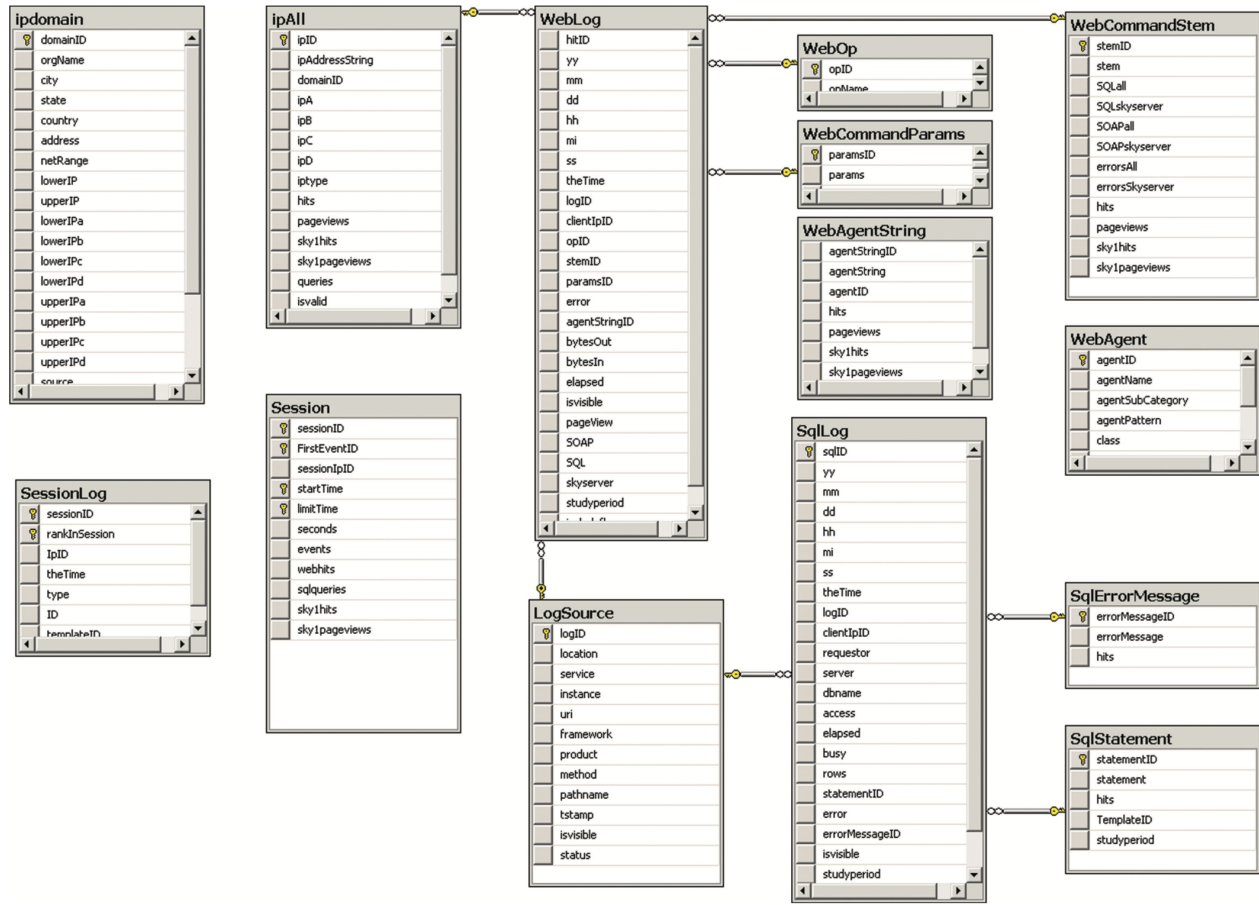 ipdomain
domainID
orgName
city
state
country
address
netRange
lowerIP
upperIP
lowerIPa
lowerIPb
lowerIPc
lowerIPd
upperIPa
upperIPb
upperIPc
upperIPd
source
ipAll
ipID
ipAddressString
domainID
ipA
ipB
ipC
ipD
iptype
hits
pageviews
sky1hits
sky1pageviews
queries
isvalid
WebLog
hitID
yy
mm
dd
hh
mi
ss
theTime
logID
clientIpID
opID
stemID
paramsID
error
agentStringID
bytesOut
bytesIn
elapsed
isvisible
pageView
SOAP
SQL
skyserver
studyperiod
WebOp
opID
opName
WebCommandParams
paramsID
params
WebAgentString
agentStringID
agentString
agentID
hits
pageviews
sky1hits
sky1pageviews
WebCommandStem
stemID
stem
SQLall
SQLskyserver
SOAPall
SOAPskyserver
errorsAll
errorsSkyserver
hits
pageviews
sky1hits
sky1pageviews
WebAgent
agentID
agentName
agentSubCategory
agentPattern
class
Session
sessionID
FirstEventID
sessionIpID
startTime
limitTime
seconds
events
webhits
sqlqueries
sky1hits
sky1pageviews
SessionLog
sessionID
rankInSession
IpID
theTime
type
ID
templateID
LogSource
logID
location
service
instance
uri
framework
product
method
pathname
tstamp
isvisible
status
SqlLog
sqlID
yy
mm
dd
hh
mi
ss
theTime
logID
clientIpID
requestor
server
dbname
access
elapsed
busy
rows
statementID
error
errorMessageID
isvisible
studyperiod
SqlErrorMessage
errorMessageID
errorMessage
hits
SqlStatement
statementID
statement
hits
TemplateID
studyperiod